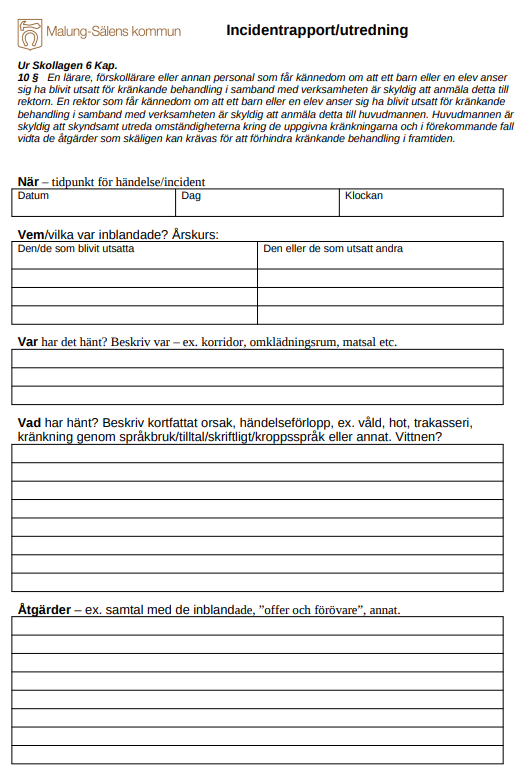 Malung-Sälens kommun
Incidentrapport/utredning
Ur Skollagen 6 Kap.
10 § En lärare, förskollärare eller annan personal som får kännedom om att ett barn eller en elev anser
sig ha blivit utsatt för kränkande behandling i samband med verksamheten är skyldig att anmäla detta till
rektorn. En rektor som får kännedom om att ett barn eller en elev anser sig ha blivit utsatt för kränkande
behandling i samband med verksamheten är skyldig att anmäla detta till huvudmannen. Huvudmannen är
skyldig att skyndsamt utreda omständigheterna kring de uppgivna kränkningarna och i förekommande fall
vidta de åtgärder som skäligen kan krävas för att förhindra kränkande behandling i framtiden.
När – tidpunkt för händelse/incident
Datum Dag Klockan
Vem/vilka var inblandade? Årskurs:
Den/de som blivit utsatta Den eller de som utsatt andra
Var har det hänt? Beskriv var – ex. korridor, omklädningsrum, matsal etc.
Vad har hänt? Beskriv kortfattat orsak, händelseförlopp, ex. våld, hot, trakasseri,
kränkning genom språkbruk/tilltal/skriftligt/kroppsspråk eller annat. Vittnen?
Åtgärder – ex. samtal med de inblandade, ”offer och förövare”, annat.